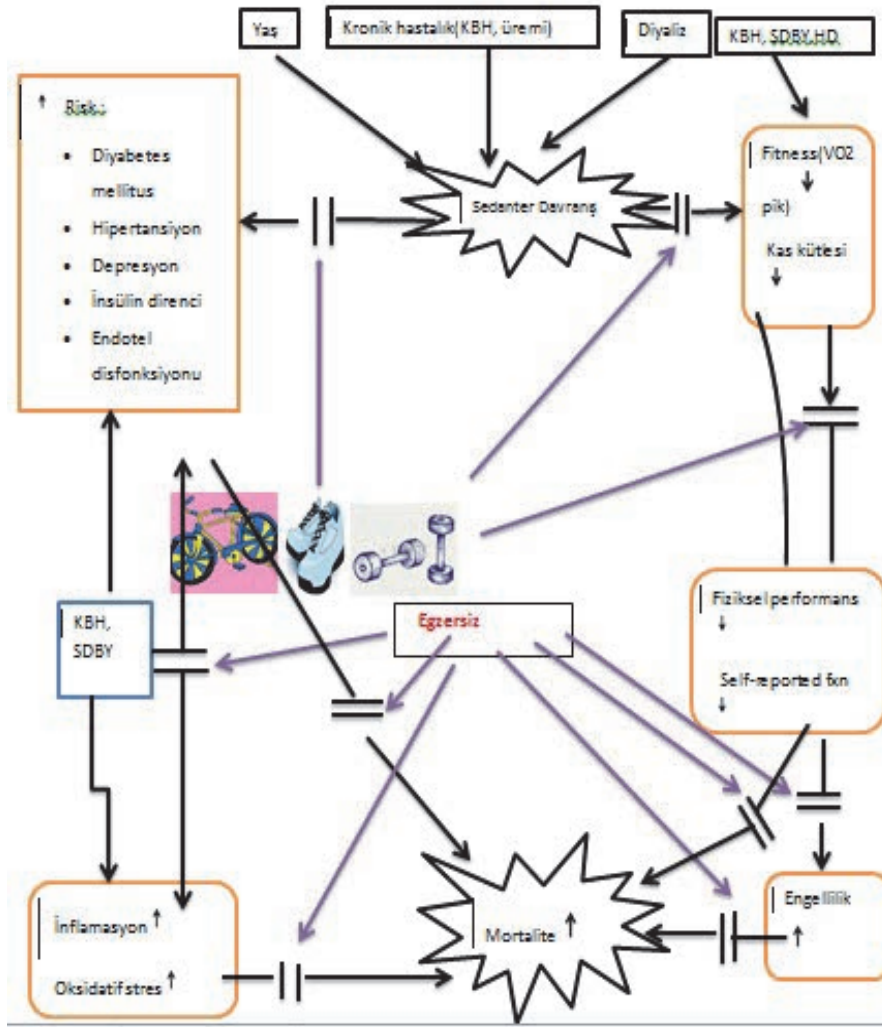 Yaş
Kronik hastalık(KBH, üremi)
Diyaliz
KBH, SDBY,HD
↑ Risk.:
• Diyabetes
mellitus
• Hipertansiyon
• Depresyon
• İnsülin direnci
• Endotel
disfonksiyonu
Sedanter Davranış
Fitness(VO2
↓
pik)
Kas kütlesi
↓
KBH,
SDBY
Egzersiz
Fiziksel performans
↓
Self-reported fxn
↓
İnflamasyon ↑
Oksidatif stres ↑
Mortalite ↑
Engellilik
↑